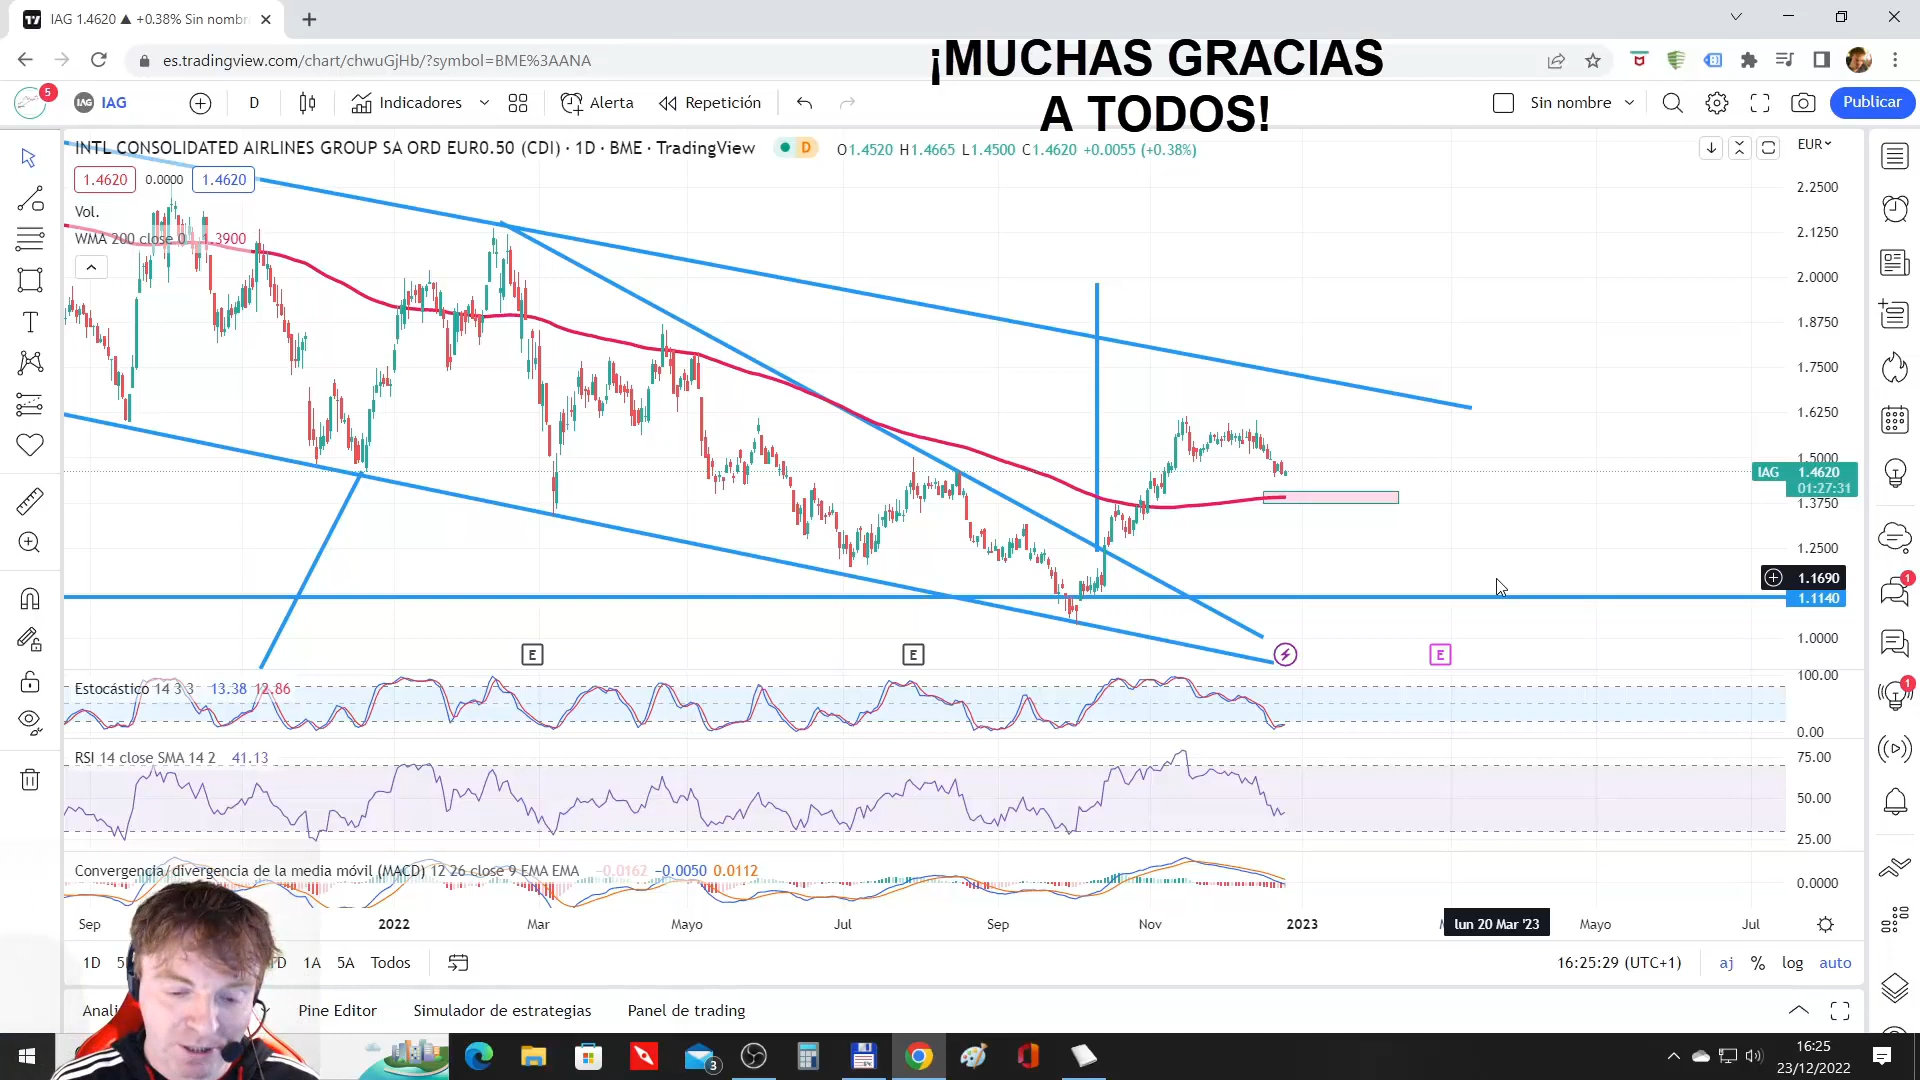 IAG 1.4620 ▲ +0.38% Sin nombr
es.tradingview.com/chart/chwuGjHb/?symbol=BME%3AANA
¡MUCHAS GRACIAS
A TODOS!
5
IAG IAG D Indicadores Alerta Repetición Sin nombre Publicar
INTL CONSOLIDATED AIRLINES GROUP SA ORD EUR0.50 (CDI) · 1D · BME · TradingView D O1.4520 H1.4665 L1.4500 C1.4620 +0.0055 (+0.38%)
EUR
1.4620 0.0000 1.4620
Vol.
WMA 200 close 0 1.3900
2.2500
2.1250
2.0000
1.8750
1.7500
1.6250
1.5000
IAG 1.4620
01:27:31
1.3750
1.2500
1.1690
1.1140
1.0000
E E E
1
1
Estocástico 14 3 3 13.38 12.86
100.00
0.00
RSI 14 close SMA 14 2 41.13
75.00
50.00
25.00
Convergencia/divergencia de la media móvil (MACD) 12 26 close 9 EMA EMA −0.0162 −0.0050 0.0112
0.0000
Sep 2022 Mar Mayo Jul Sep Nov 2023 lun 20 Mar '23 Mayo Jul
1D 5 D 1A 5A Todos 16:25:29 (UTC+1) aj % log auto
Anali Pine Editor Simulador de estrategias Panel de trading
3
16:25
23/12/2022